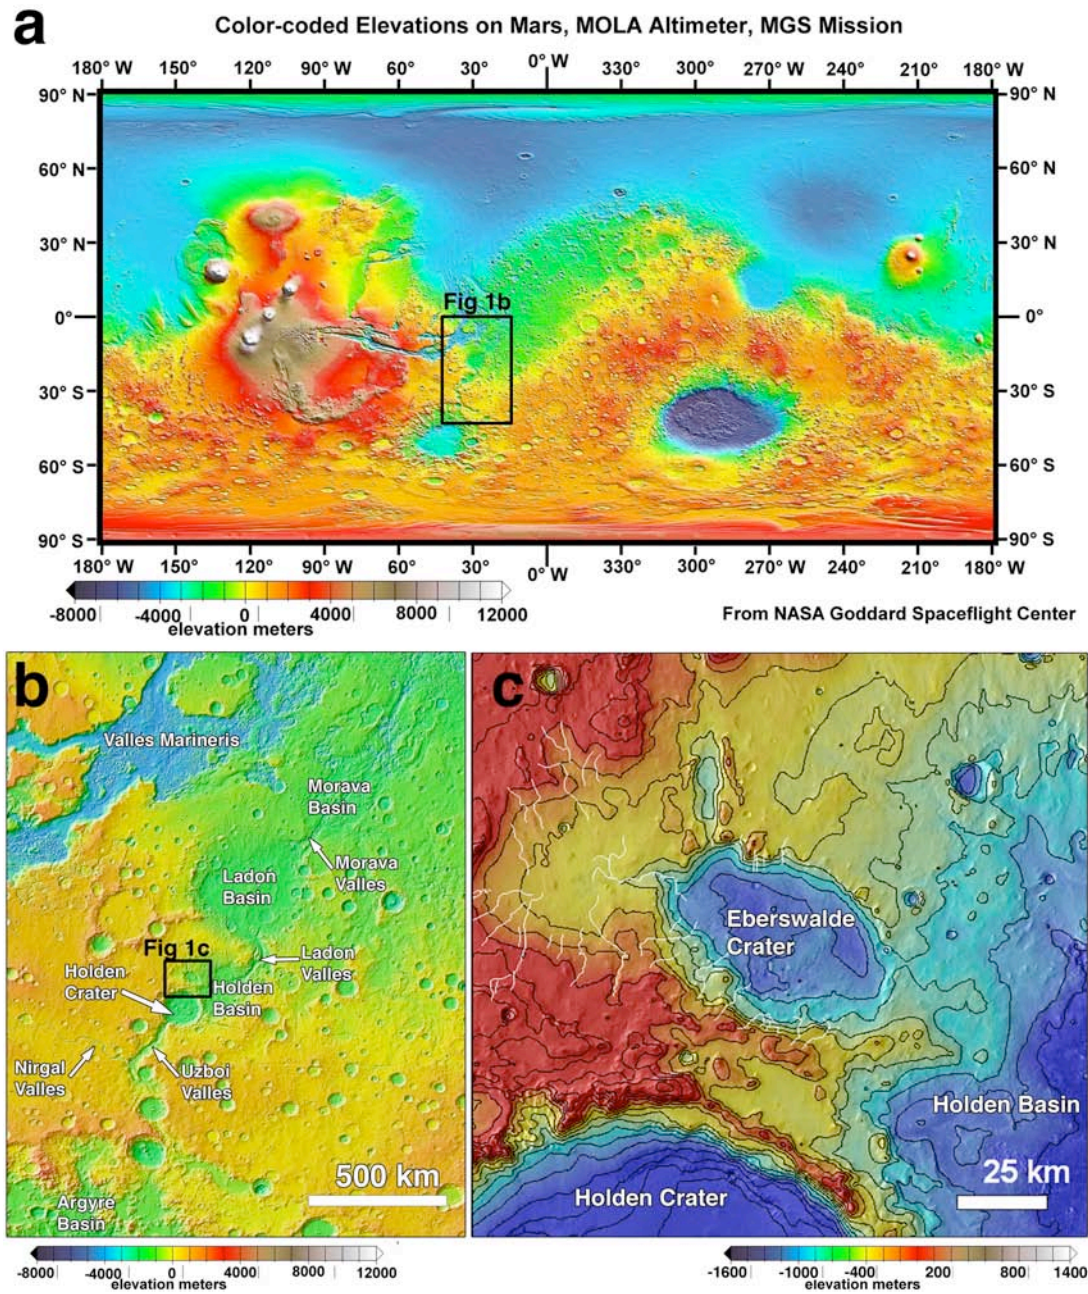 a
Color-coded Elevations on Mars, MOLA Altimeter, MGS Mission
180° W 150° 120° 90° W 60° 30° 0° W 330° 300° W 270° W 240° 210° 180° W
90° N 90° N
60° N 60° N
30° N 30° N
Fig 1b
0° 0°
30° S 30° S
60° S 60° S
90° S 90° S
180° W 150° W 120° W 90° W 60° W 30° 0° W 330° 300° W 270° W 240° W 210° W 180° W
-8000 -4000 0 4000 8000 12000
elevation meters
From NASA Goddard Spaceflight Center
b
Valles Marineris
Morava
Basin
Morava
Valles
Ladon
Basin
Fig 1c
Ladon
Valles
Holden
Crater
Holden
Basin
Nirgal
Valles
Uzboi
Valles
500 km
Argyre
Basin
-8000 -4000 0 4000 8000 12000
elevation meters
c
Eberswalde
Crater
Holden Basin
25 km
Holden Crater
-1600 -1000 -400 200 800 1400
elevation meters